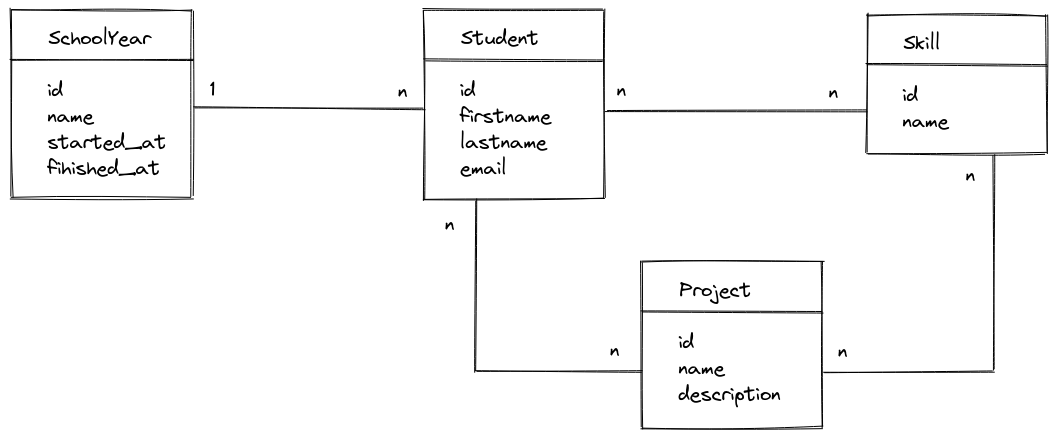 SchoolYear
id
name
started_at
fihished_at
1
n
Student
id
firstname
lastname
email
n
n
n
Skill
id
name
n
Project
id
name
description
n
n